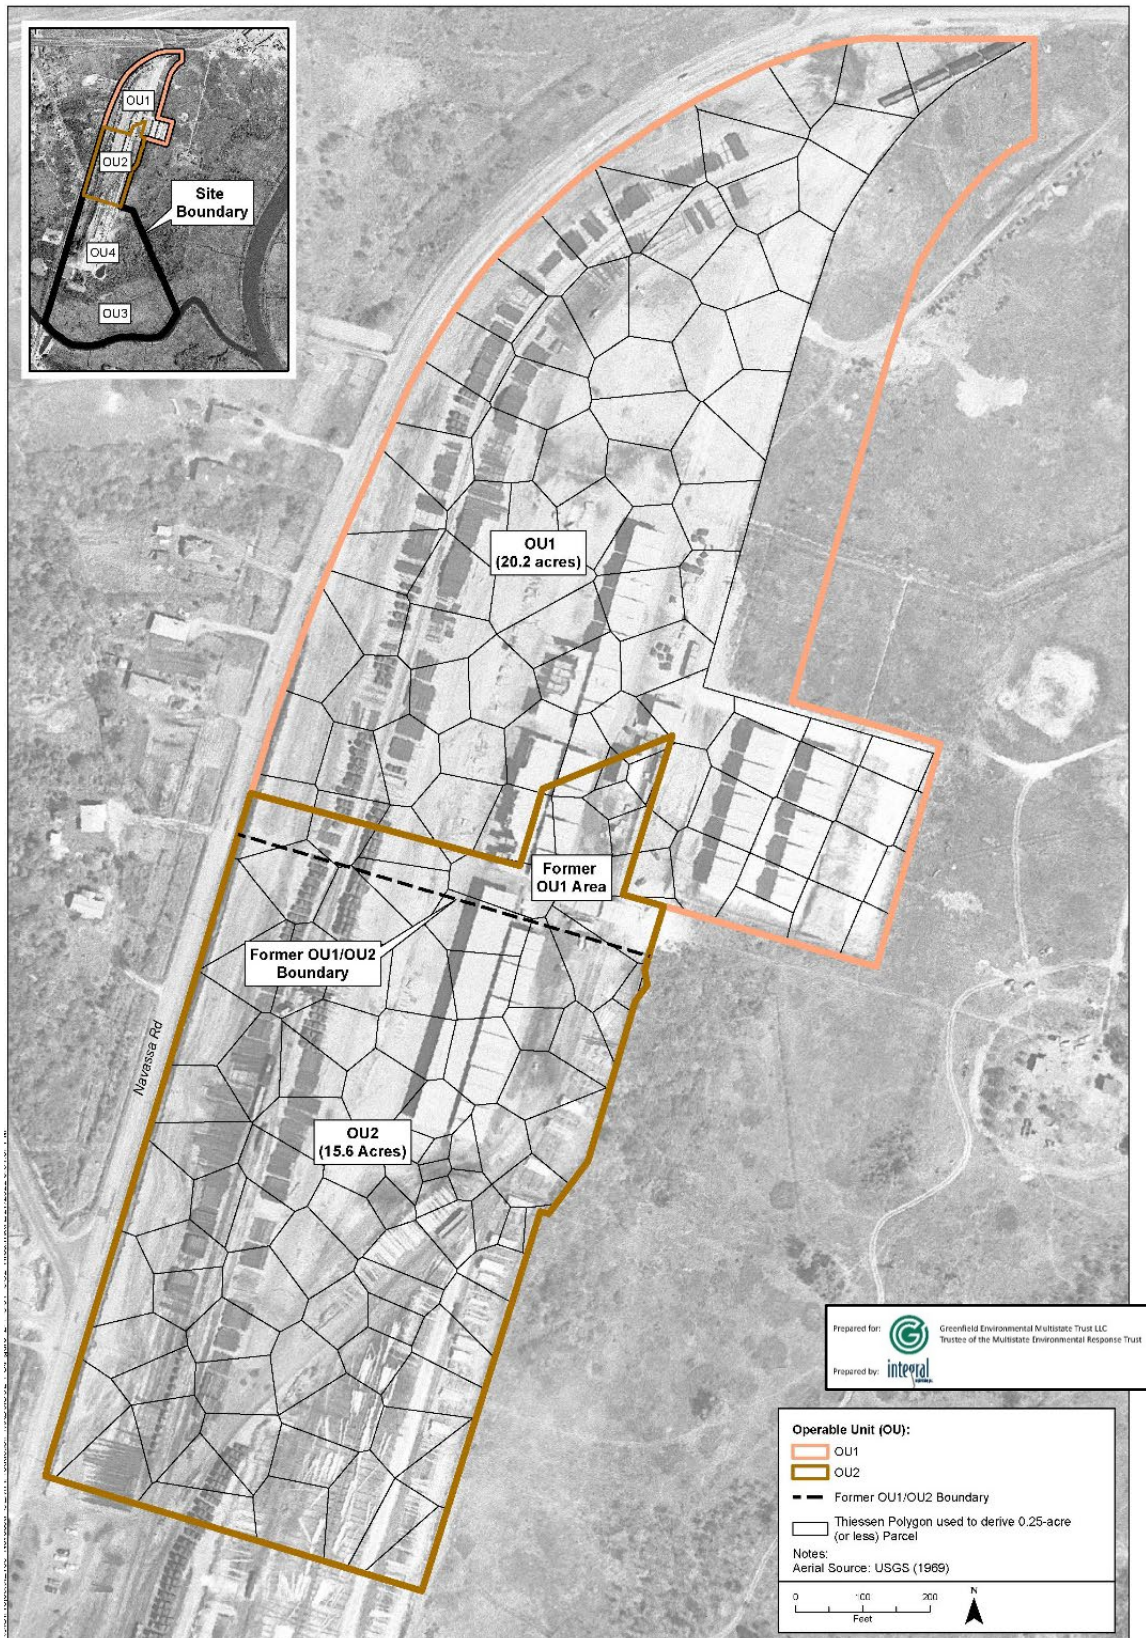 OU1
OU2
Site
Boundary
OU4
OU3
OU1
(20.2 acres)
Former
OU1 Area
Former OU1/OU2
Boundary
Navassa Rd
OU2
(15.6 Acres)
Prepared for:
Greenfield Environmental Multistate Trust LLC
Trustee of the Multistate Environmental Response Trust
Prepared by:
integral
Operable Unit (OU):
OU1
OU2
Former OU1/OU2 Boundary
Thiessen Polygon used to derive 0.25-acre
(or less) Parcel
Notes:
Aerial Source: USGS (1969)
0 100 200
Feet
N